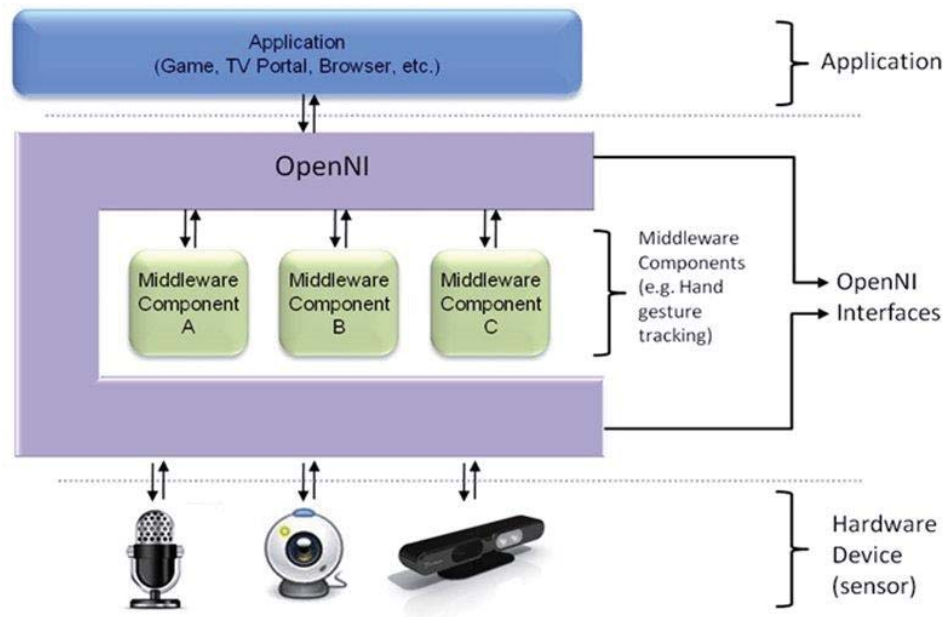 Application
(Game, TV Portal, Browser, etc.)
Application
OpenNI
Middleware
Component
A
Middleware
Component
B
Middleware
Component
C
Middleware
Components
(e.g. Hand
gesture
tracking)
OpenNI
Interfaces
Hardware
Device
(sensor)